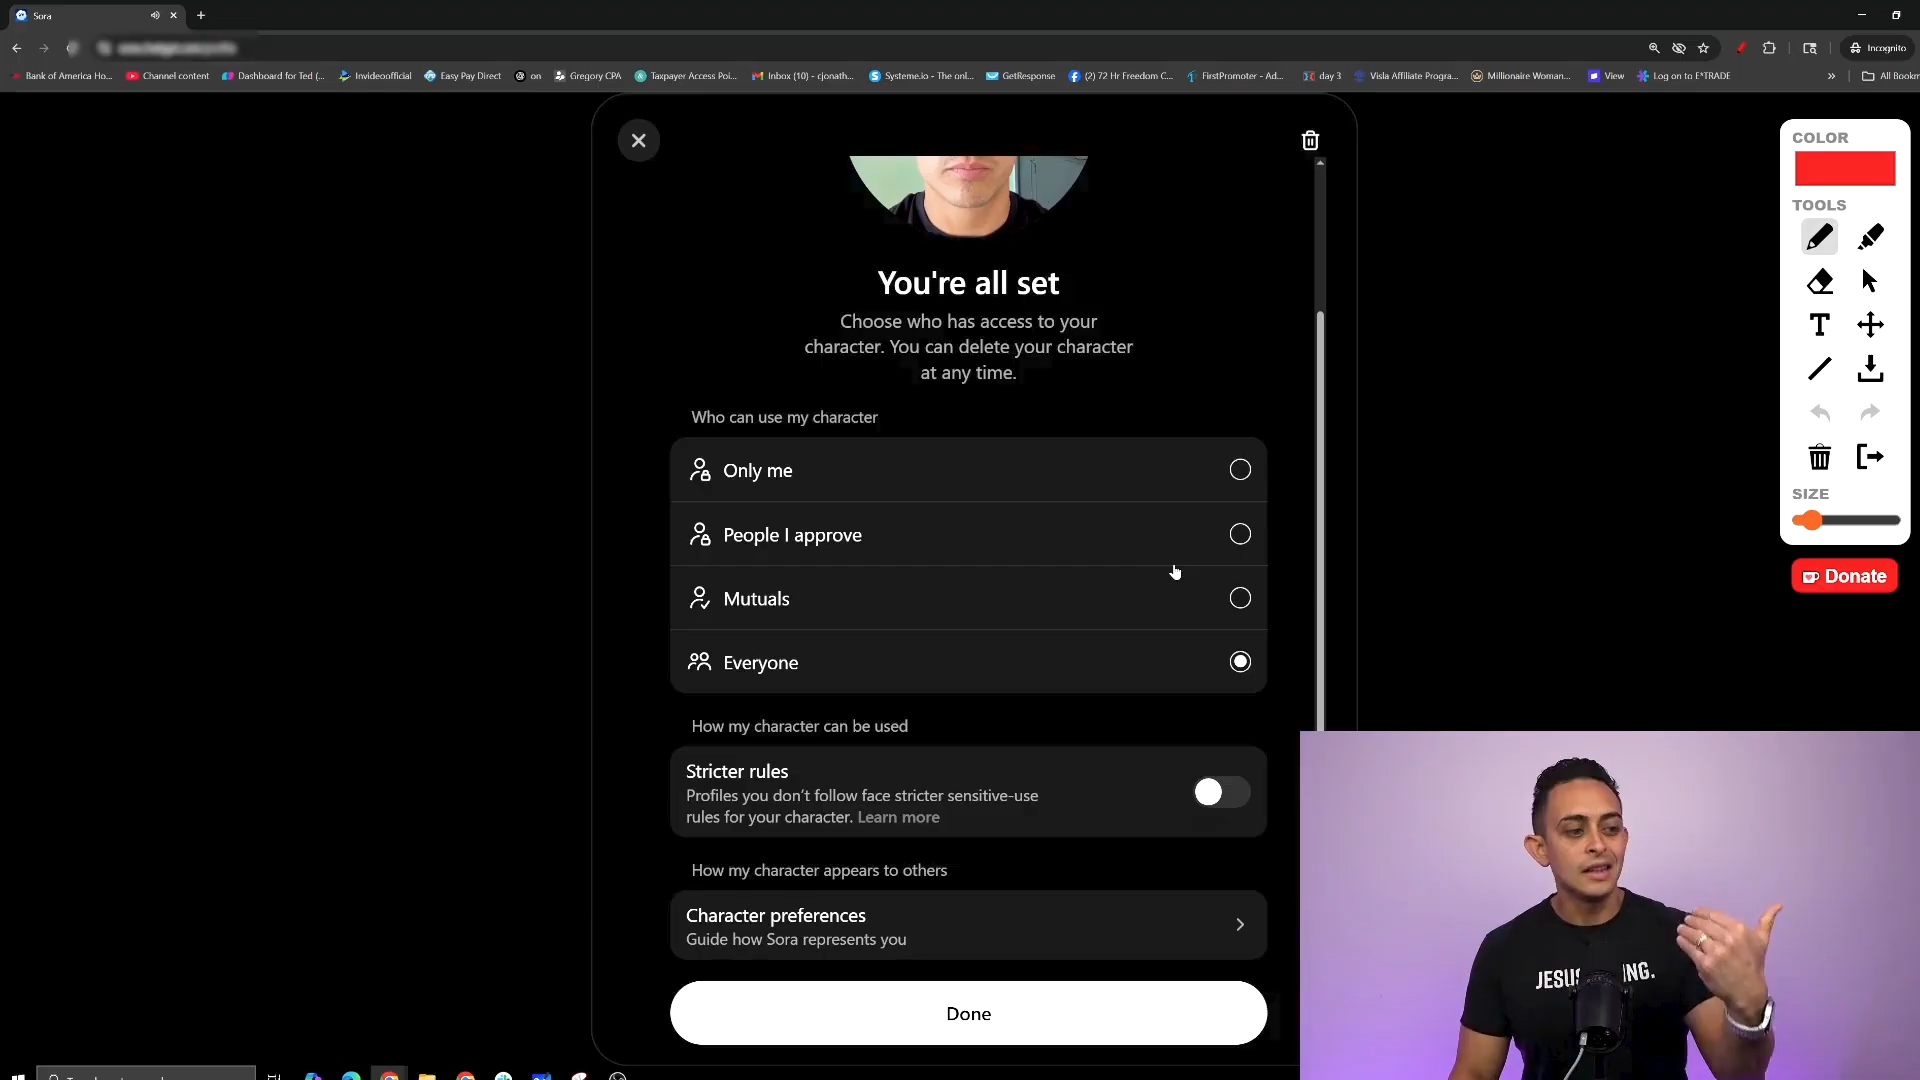 Sora
Incognito
Bank of America Ho...
Channel content
Dashboard for Ted (...
Invideoofficial
Easy Pay Direct
on
Gregory CPA
Taxpayer Access Poi...
Inbox (10) - cjonath...
Systeme.io - The onl...
GetResponse
(2) 72 Hr Freedom C...
FirstPromoter - Ad...
day 3
Visla Affiliate Progra...
Millionaire Woman...
View
Log on to E*TRADE
All Bookm
You're all set
Choose who has access to your
character. You can delete your character
at any time.
Who can use my character
Only me
People I approve
Mutuals
Everyone
How my character can be used
Stricter rules
Profiles you don't follow face stricter sensitive-use
rules for your character. Learn more
How my character appears to others
Character preferences
Guide how Sora represents you
Done
COLOR
TOOLS
SIZE
Donate